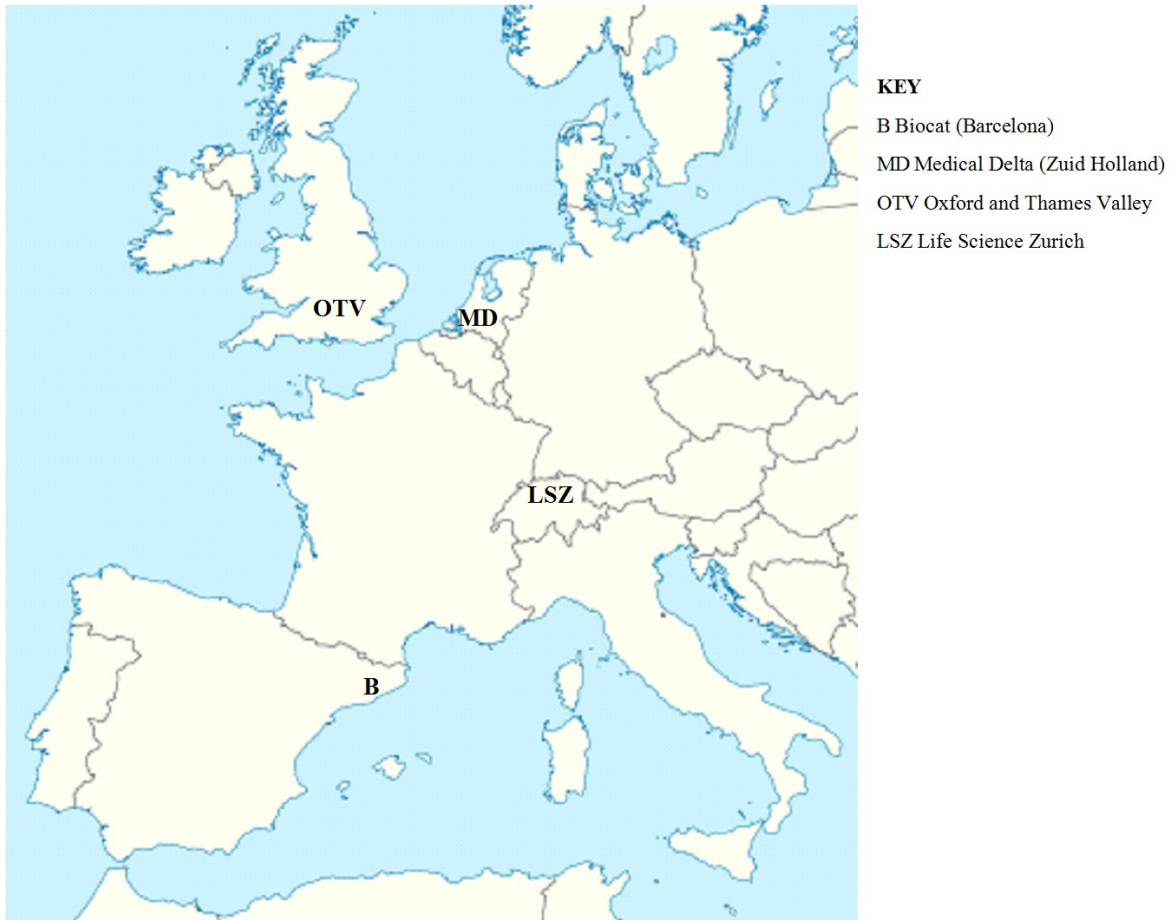 KEY
B Biocat (Barcelona)
MD Medical Delta (Zuid Holland)
OTV Oxford and Thames Valley
LSZ Life Science Zurich
OTV
MD
LSZ
B